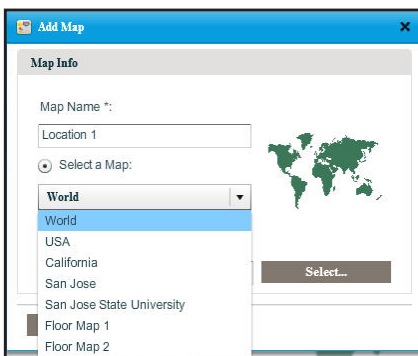 Add Map
Map Info
Map Name *:
Location 1
Select a Map:
World
World
USA
California
San Jose
San Jose State University
Floor Map 1
Floor Map 2
Select...